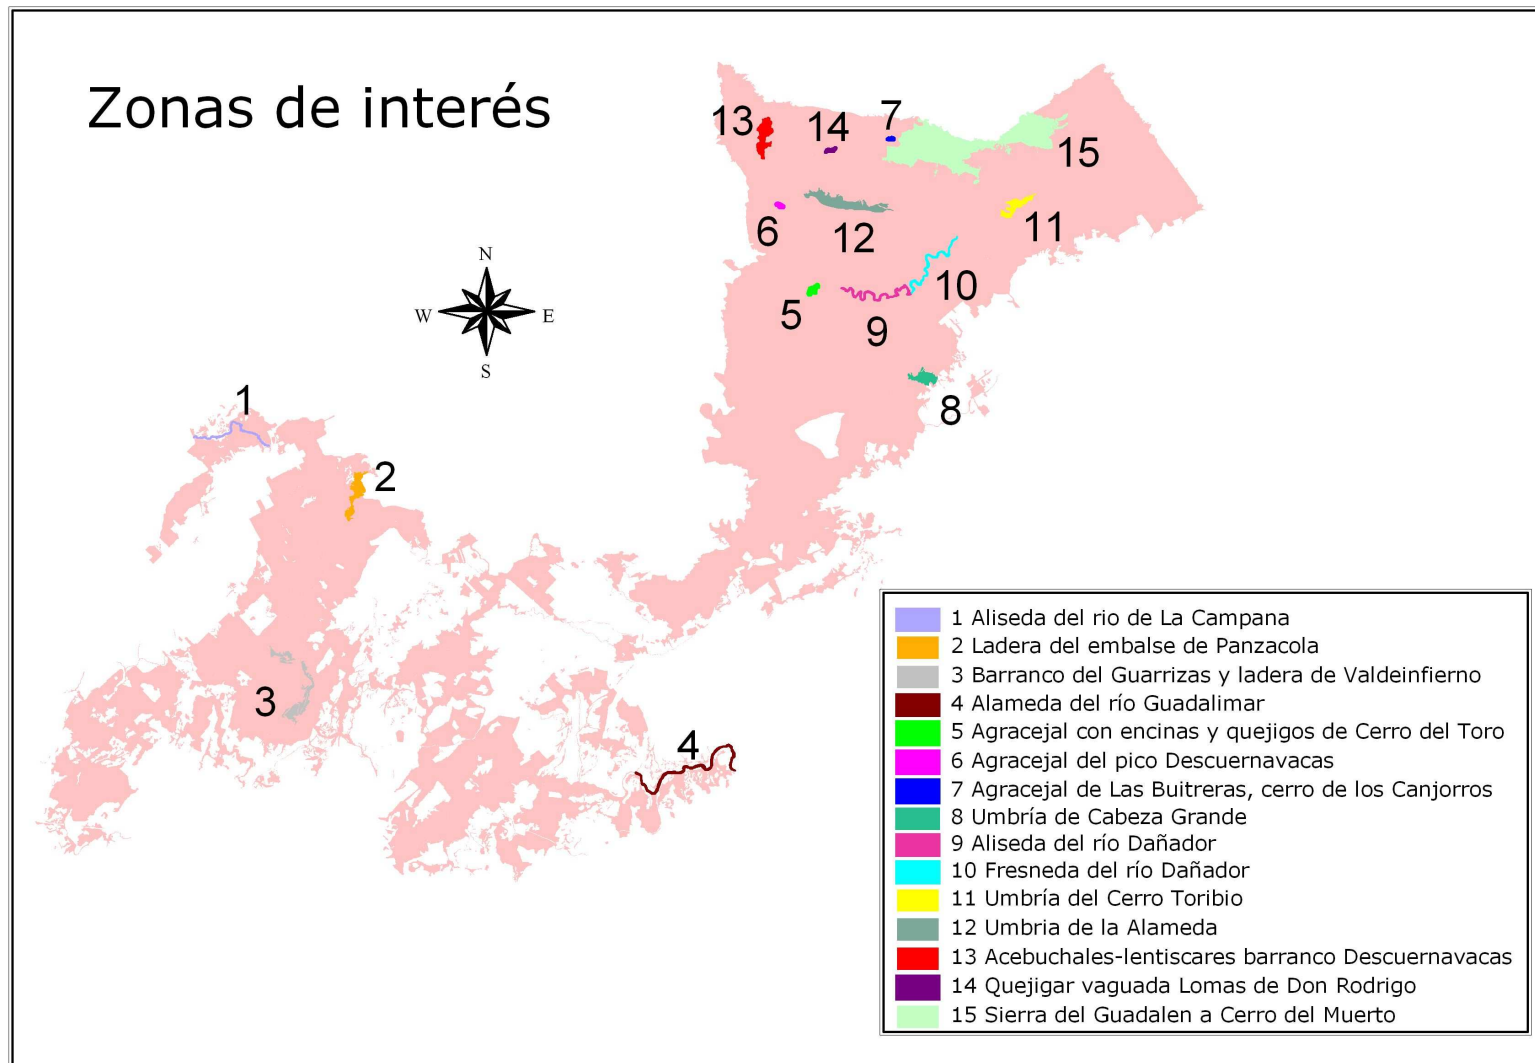 Zonas de interés
13
14
7
15
6
12
11
10
5
9
8
N
W
E
S
1
2
3
4
1 Aliseda del rio de La Campana
2 Ladera del embalse de Panzacola
3 Barranco del Guarrizas y ladera de Valdeinfierno
4 Alameda del río Guadalimar
5 Agracejal con encinas y quejigos de Cerro del Toro
6 Agracejal del pico Descuernavacas
7 Agracejal de Las Buitreras, cerro de los Canjorros
8 Umbría de Cabeza Grande
9 Aliseda del río Dañador
10 Fresneda del río Dañador
11 Umbría del Cerro Toribio
12 Umbria de la Alameda
13 Acebuchales-lentiscares barranco Descuernavacas
14 Quejigar vaguada Lomas de Don Rodrigo
15 Sierra del Guadalen a Cerro del Muerto